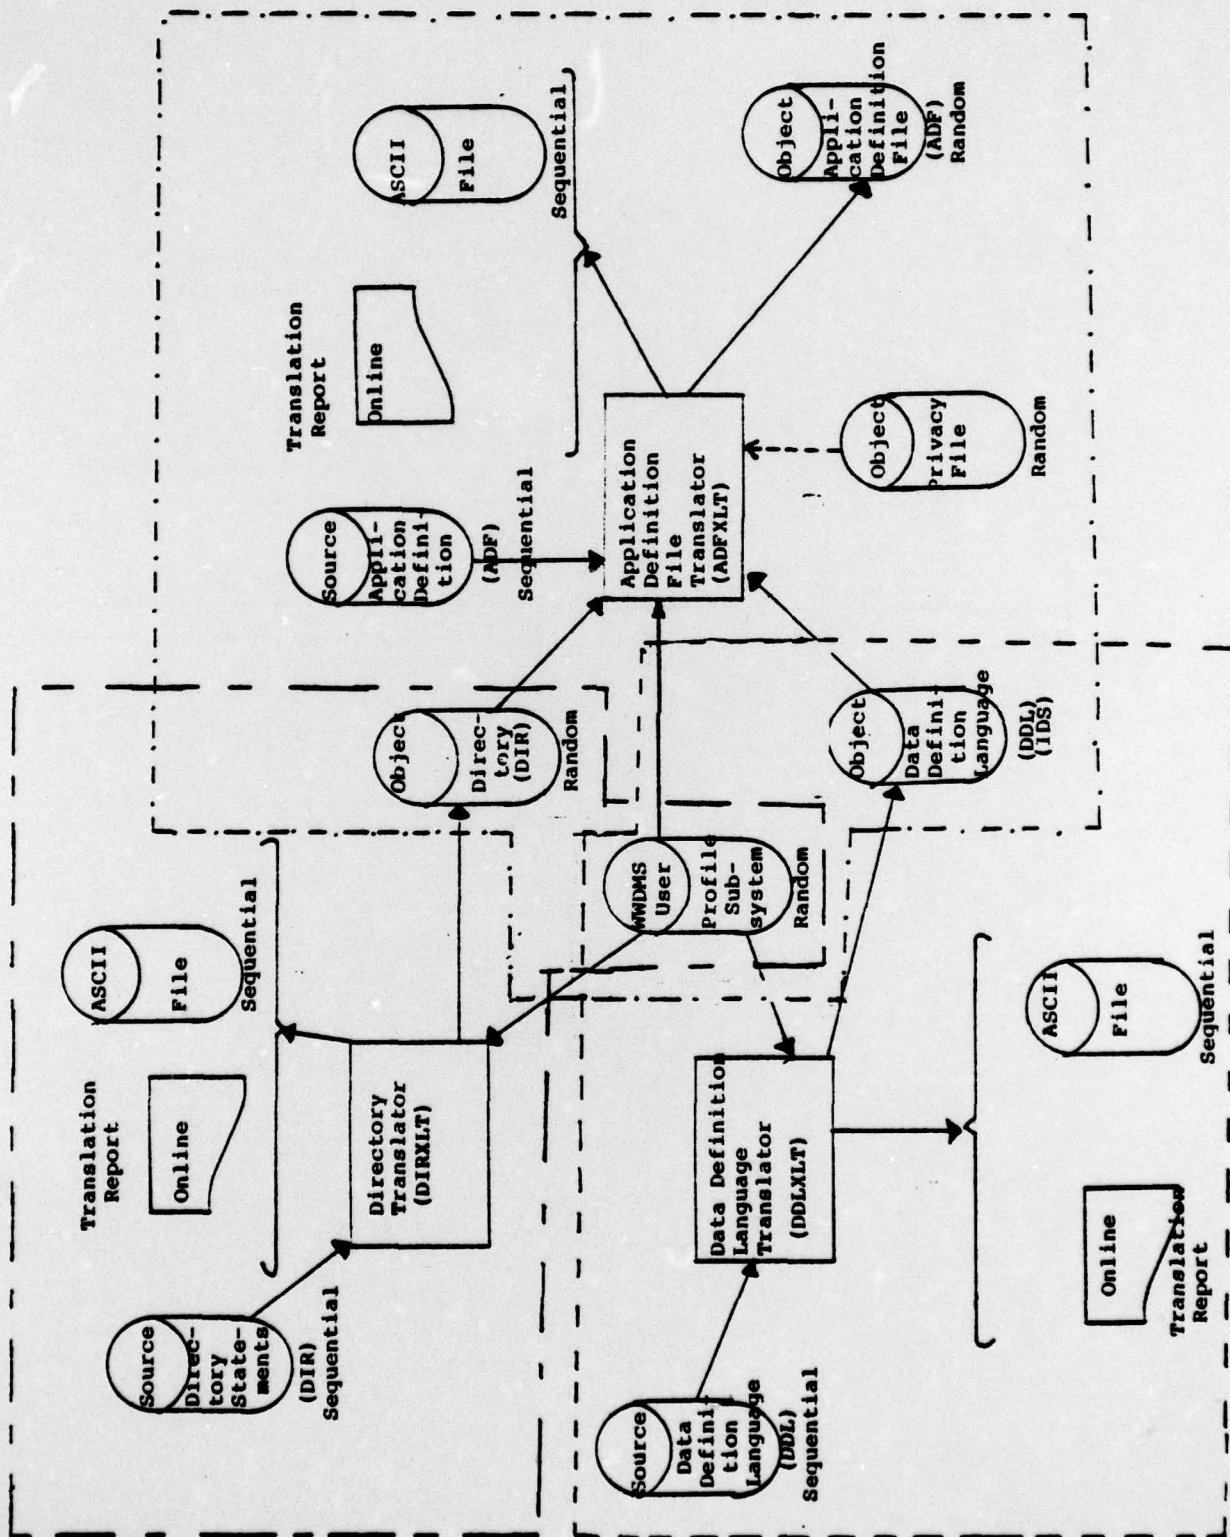 Source
Direc-
tory
State-
ments
(DIR)
Sequential
Translation
Report
Online
ASCII
File
Sequential
Directory
Translator
(DIRXLT)
Object
Direc-
tory
(DIR)
Random
Source
Data
Defini-
tion
Language
(DDL)
Sequential
Data Definition
Language
Translator
(DDLXLT)
WWDMS
User
Profile
Sub-
system
Random
Online
Translation
Report
ASCII
File
Sequential
Object
Data
Defini-
tion
Language
(DDL)
(IDS)
Source
Appli-
cation
Defini-
tion
(ADF)
Sequential
Translation
Report
Online
ASCII
File
Sequential
Application
Definition
File
Translator
(ADFXLT)
Object
Privacy
File
Random
Object
Appli-
cation
Definition
File
(ADF)
Random